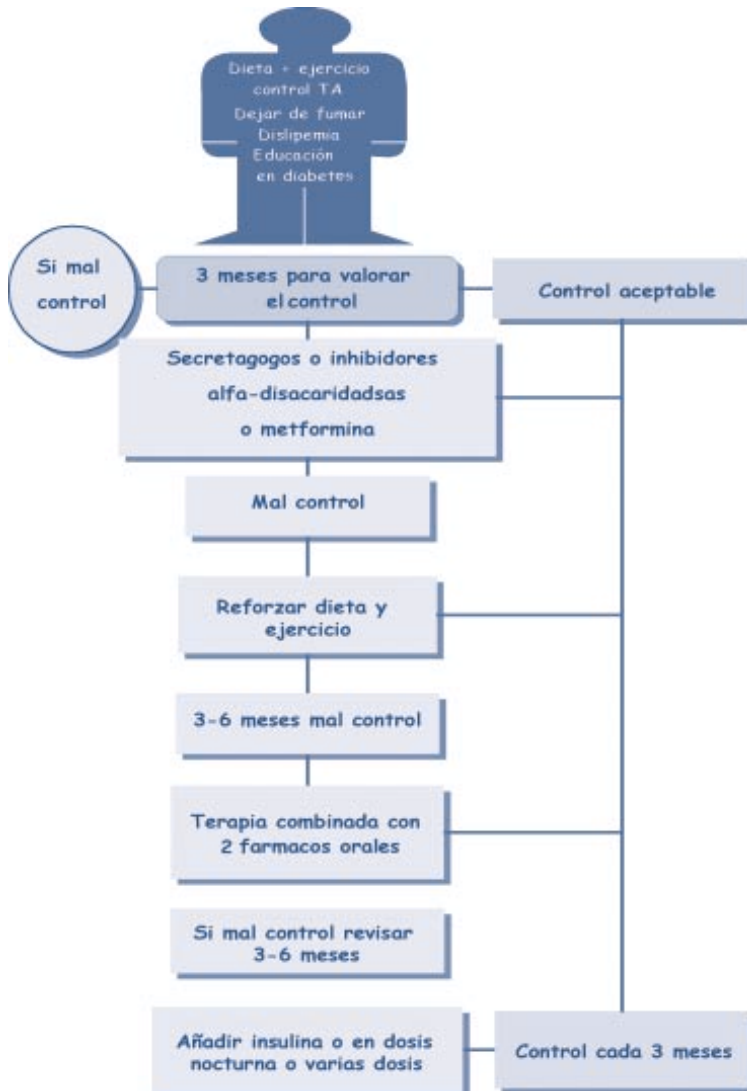 Dieta + ejercicio
control TA
Dejar de fumar
Dislipemia
Educación
en diabetes
Si mal
control
3 meses para valorar
el control
Control aceptable
Secretagogos o inhibidores
alfa-disacaridadsas
o metformina
Mal control
Reforzar dieta y
ejercicio
3-6 meses mal control
Terapia combinada con
2 farmacos orales
Si mal control revisar
3-6 meses
Añadir insulina o en dosis
nocturna o varias dosis
Control cada 3 meses